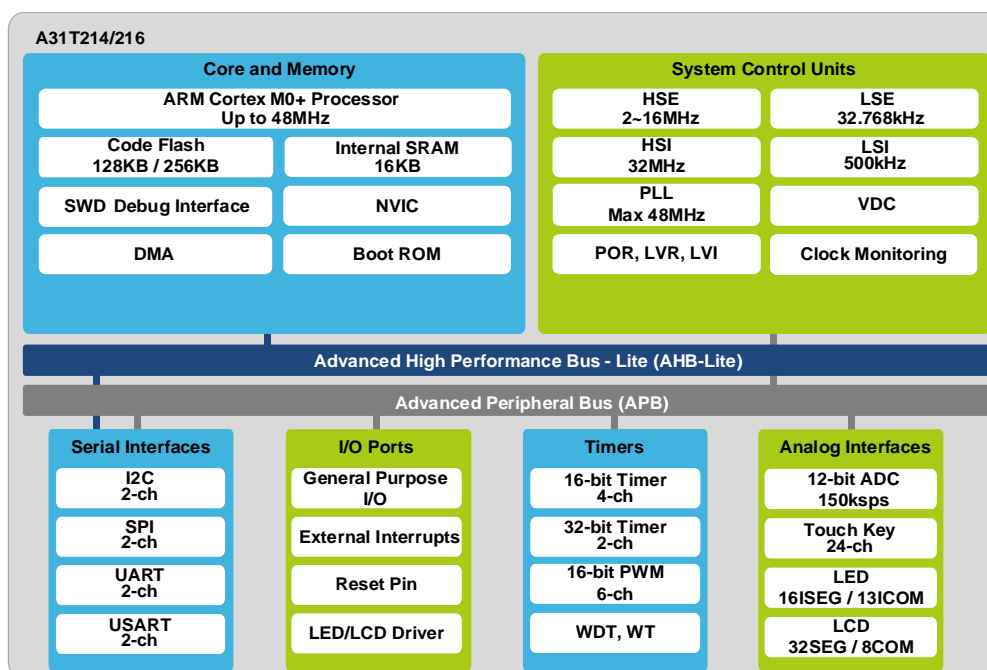 A31T214/216
Core and Memory
ARM Cortex M0+ Processor
Up to 48MHz
Code Flash
128KB / 256KB
Internal SRAM
16KB
SWD Debug Interface
NVIC
DMA
Boot ROM
System Control Units
HSE
2~16MHz
LSE
32.768kHz
HSI
32MHz
LSI
500kHz
PLL
Max 48MHz
VDC
POR, LVR, LVI
Clock Monitoring
Advanced High Performance Bus - Lite (AHB-Lite)
Advanced Peripheral Bus (APB)
Serial Interfaces
I2C
2-ch
SPI
2-ch
UART
2-ch
USART
2-ch
I/O Ports
General Purpose
I/O
External Interrupts
Reset Pin
LED/LCD Driver
Timers
16-bit Timer
4-ch
32-bit Timer
2-ch
16-bit PWM
6-ch
WDT, WT
Analog Interfaces
12-bit ADC
150ksps
Touch Key
24-ch
LED
16ISEG / 13ICOM
LCD
32SEG / 8COM